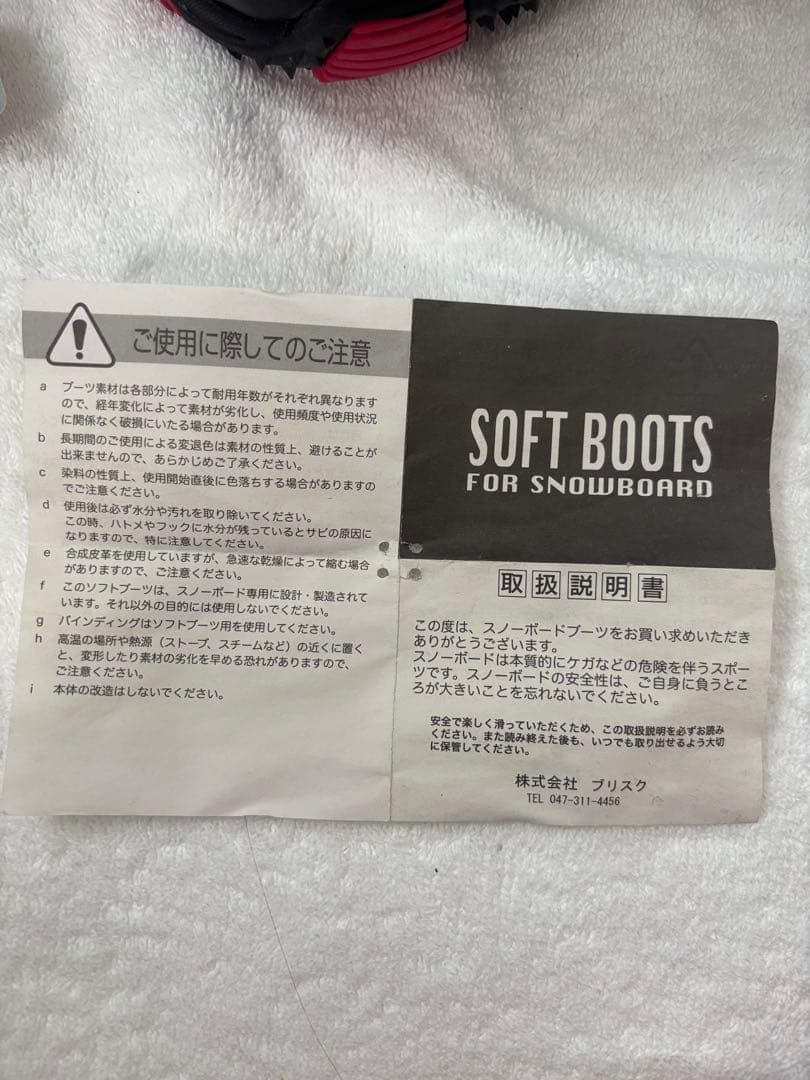 ご使用に際してのご注意
a ブーツ素材は各部分によって耐用年数がそれぞれ異なります
ので、経年変化によって素材が劣化し、使用頻度や使用状況
に関係なく破損にいたる場合があります。
b 長期間のご使用による変退色は素材の性質上、避けることが
出来ませんので、あらかじめご了承ください。
c 染料の性質上、使用開始直後に色落ちする場合がありますの
でご注意ください。
d 使用後は必ず水分や汚れを取り除いてください。
この時、ハトメやフックに水分が残っているとサビの原因に
なりますので、特に注意してください。
e 合成皮革を使用していますが、急速な乾燥によって縮む場合
がありますので、ご注意ください。
f このソフトブーツは、スノーボード専用に設計・製造されて
います。それ以外の目的には使用しないでください。
g バインディングはソフトブーツ用を使用してください。
h 高温の場所や熱源（ストーブ、スチームなど）の近くに置く
と、変形したり素材の劣化を早める恐れがありますので、
ご注意ください。
i 本体の改造はしないでください。
SOFT BOOTS
FOR SNOWBOARD
取扱説明書
この度は、スノーボードブーツをお買い求めいただき
ありがとうございます。
スノーボードは本質的にケガなどの危険を伴うスポー
ツです。スノーボードの安全性は、ご自身に負うとこ
ろが大きいことを忘れないでください。
安全で楽しく滑っていただくため、この取扱説明を必ずお読み
ください。また読み終えた後も、いつでも取り出せるよう大切
に保管してください。
株式会社 ブリスク
TEL 047-311-4456